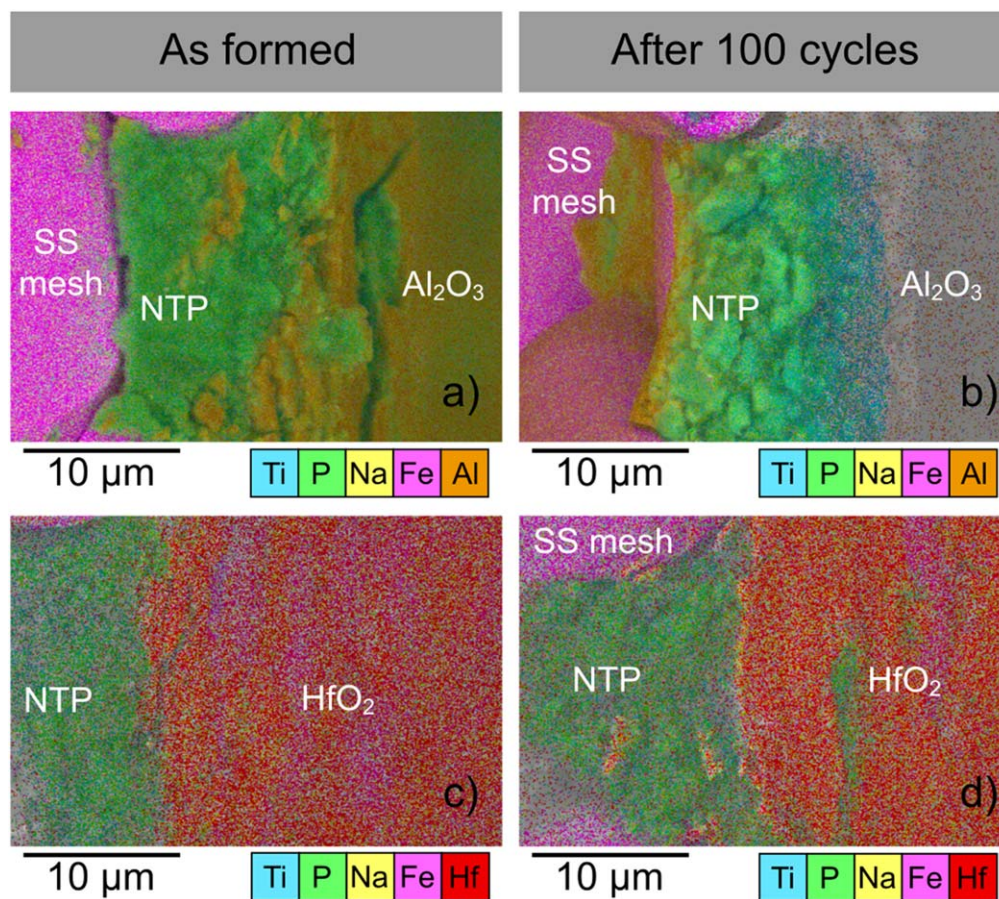 As formed
After 100 cycles
SS
mesh
NTP
Al₂O₃
a)
SS
mesh
NTP
Al₂O₃
b)
10 µm
Ti P Na Fe Al
10 µm
Ti P Na Fe Al
NTP
HfO₂
c)
SS mesh
NTP
HfO₂
d)
10 µm
Ti P Na Fe Hf
10 µm
Ti P Na Fe Hf